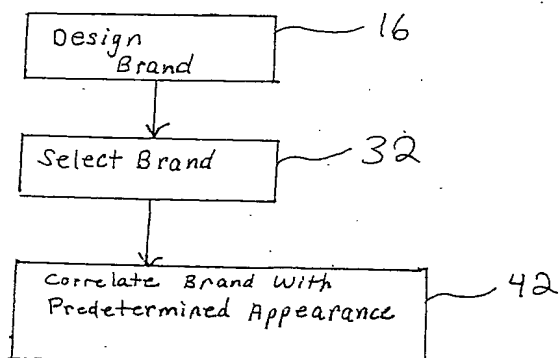 Design
Brand
16
Select Brand
32
Correlate Brand With
Predetermined Appearance
42